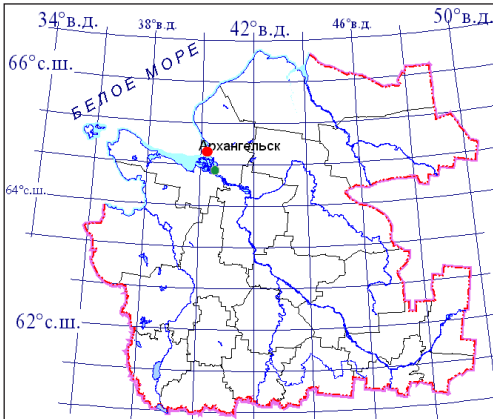 34°в.д.
38°в.д.
42°в.д.
46°в.д.
50°в.д.
66°с.ш.
БЕЛОЕ МОРЕ
Архангельск
64°с.ш.
62°с.ш.